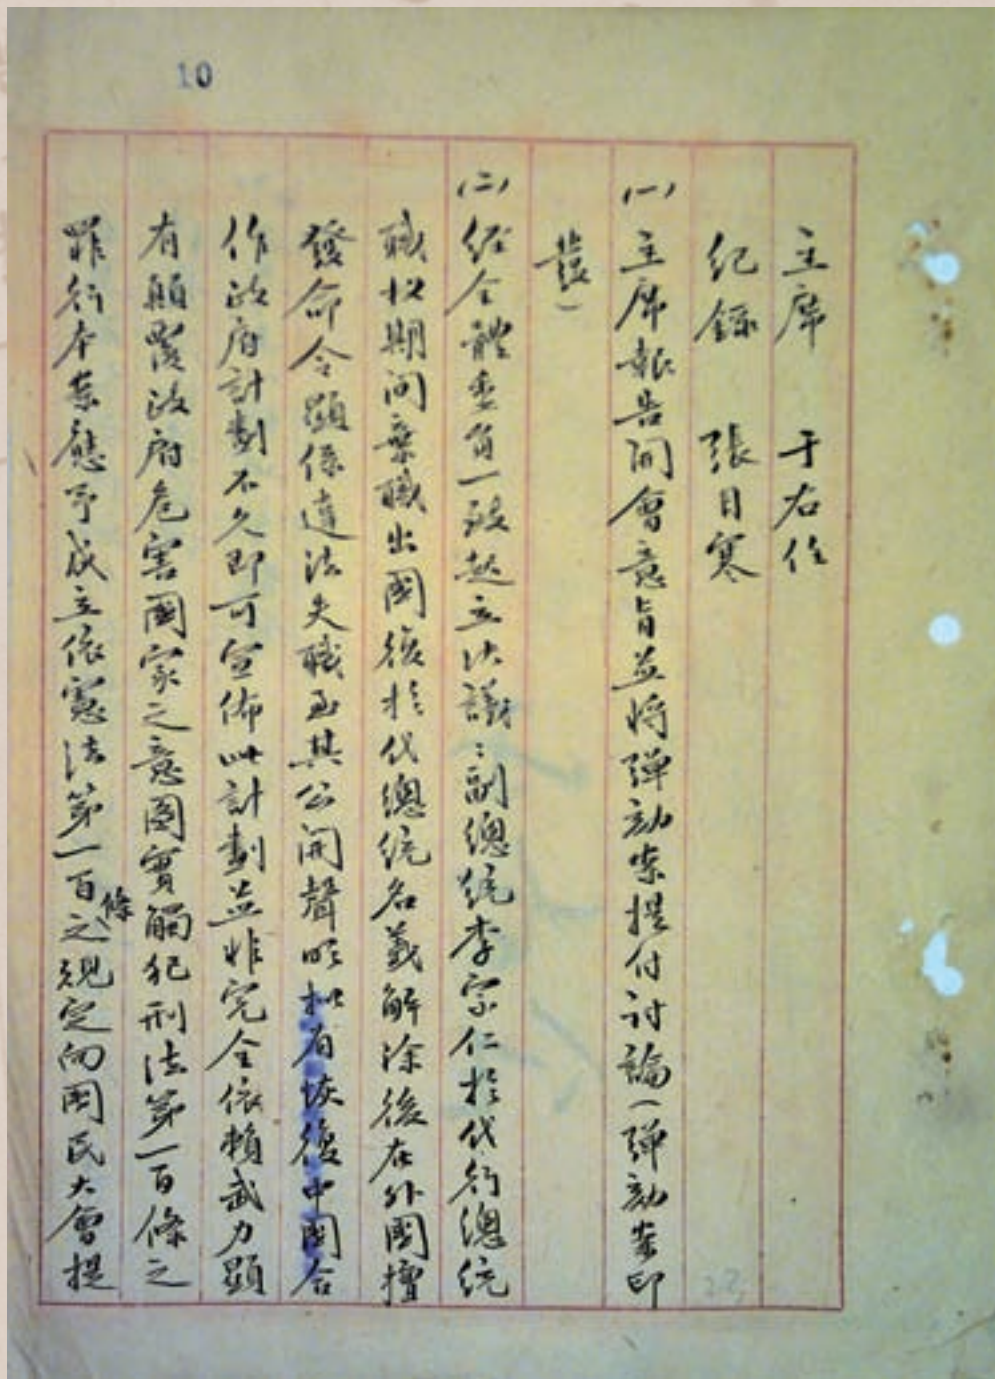 10
主席　于右任
紀錄　張目寒
(一)主席報告開會意旨並將彈劾案提付討論(彈劾案印
發)
(二)經全體委員一致起立決議:副總統李宗仁於代行總統
職权期间棄職出國後於代總统名義解除後在外國擅
發命令顯係違法失職至其公開聲明拟有恢復中國合
作政府計劃不久即可宣佈此計劃並非完全依賴武力顯
有顛覆政府危害國家之意圖實觸犯刑法第一百條之
罪行本案應予成立依憲法第一百條之規定向國民大會提